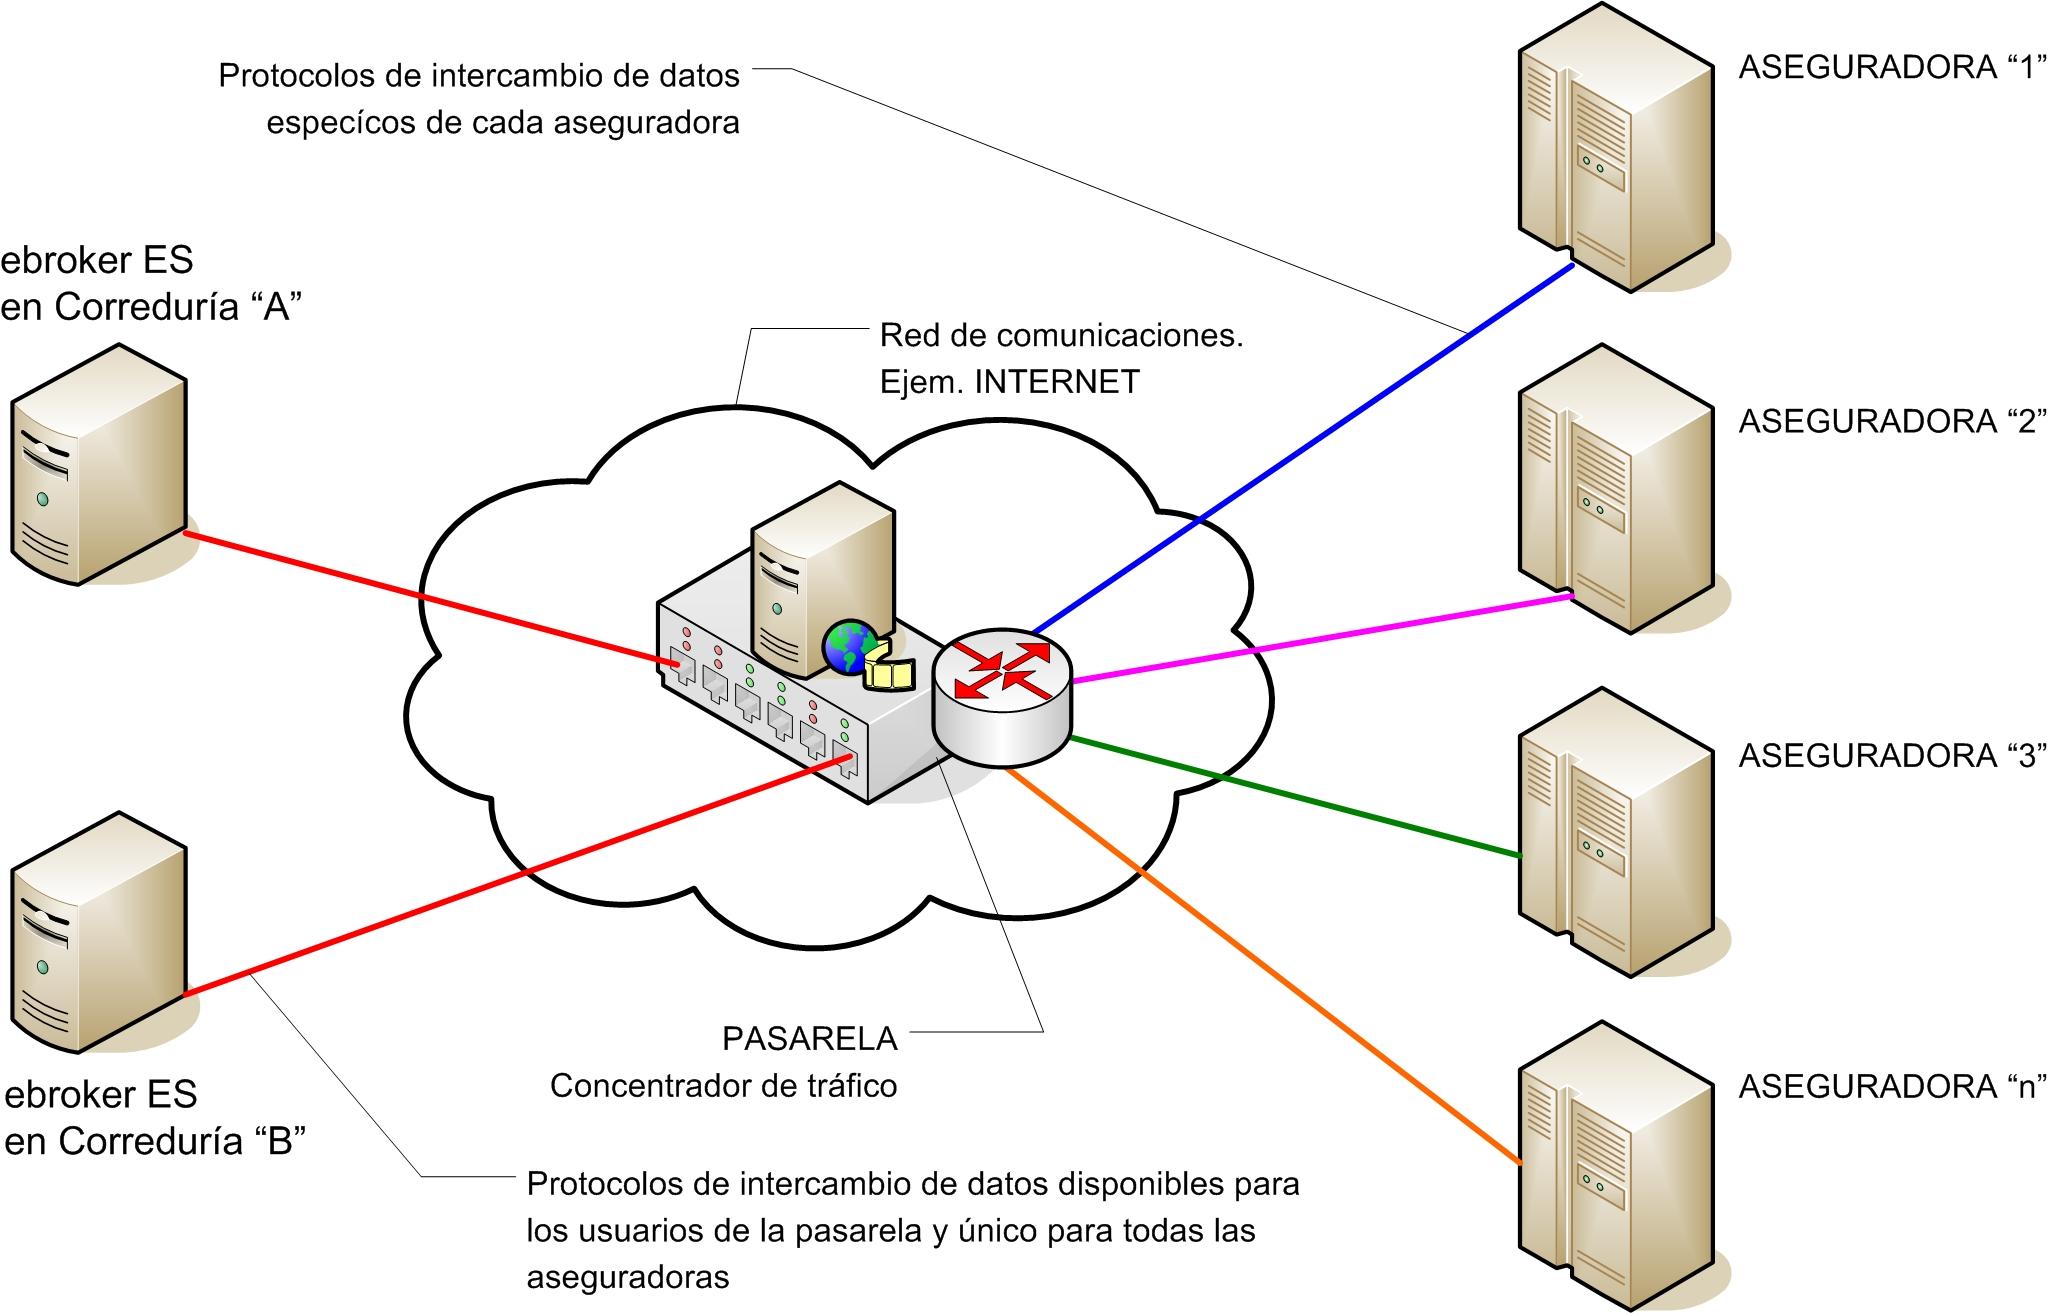 Protocolos de intercambio de datos
especícos de cada aseguradora
ASEGURADORA “1”
ebroker ES
en Correduría “A”
Red de comunicaciones.
Ejem. INTERNET
ASEGURADORA “2”
ASEGURADORA “3”
PASARELA
Concentrador de tráfico
ASEGURADORA “n”
ebroker ES
en Correduría “B”
Protocolos de intercambio de datos disponibles para
los usuarios de la pasarela y único para todas las
aseguradoras